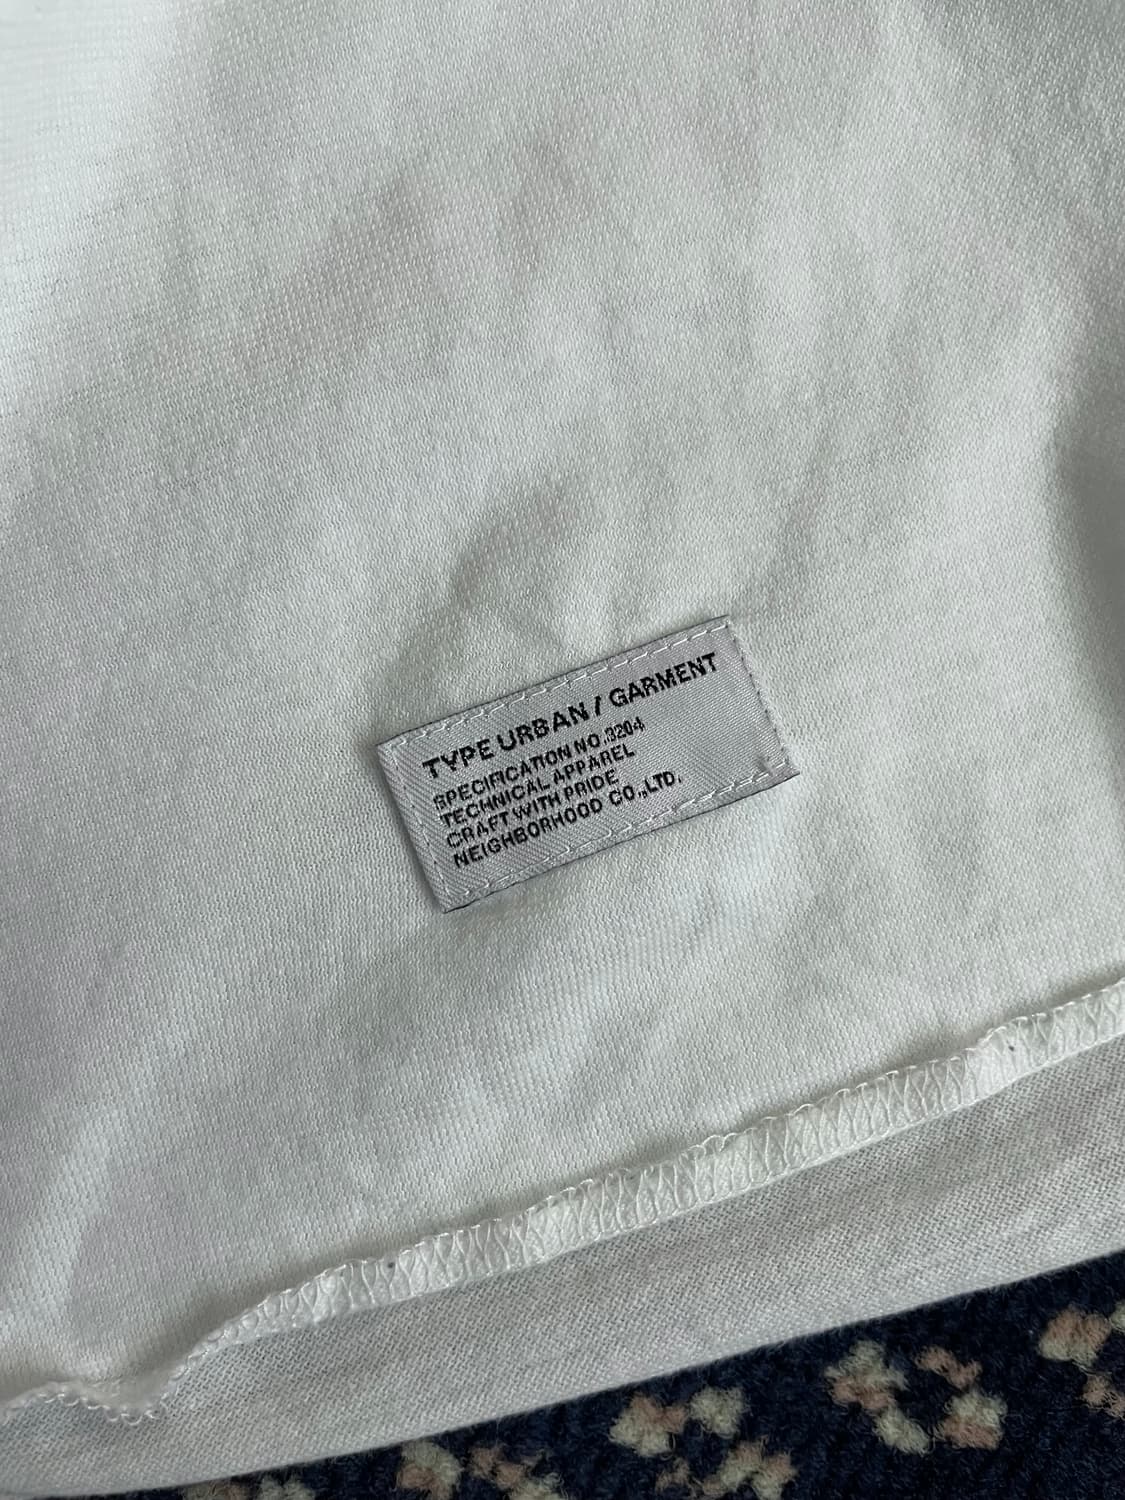 TYPE URBAN / GARMENT
SPECIFICATION NO.3204
TECHNICAL APPAREL
CRAFT WITH PRIDE
NEIGHBORHOOD CO.,LTD.